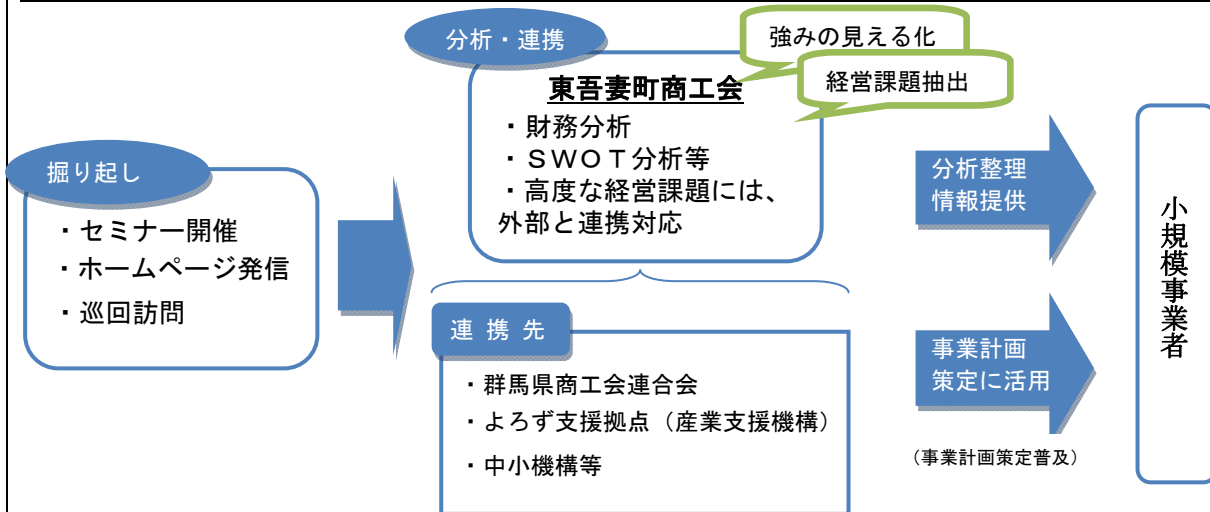 掘り起し
・セミナー開催
・ホームページ発信
・巡回訪問
分析・連携
強みの見える化
経営課題抽出
東吾妻町商工会
・財務分析
・ＳＷＯＴ分析等
・高度な経営課題には、
外部と連携対応
連 携 先
・群馬県商工会連合会
・よろず支援拠点（産業支援機構）
・中小機構等
分析整理
情報提供
事業計画
策定に活用
（事業計画策定普及）
小規模事業者